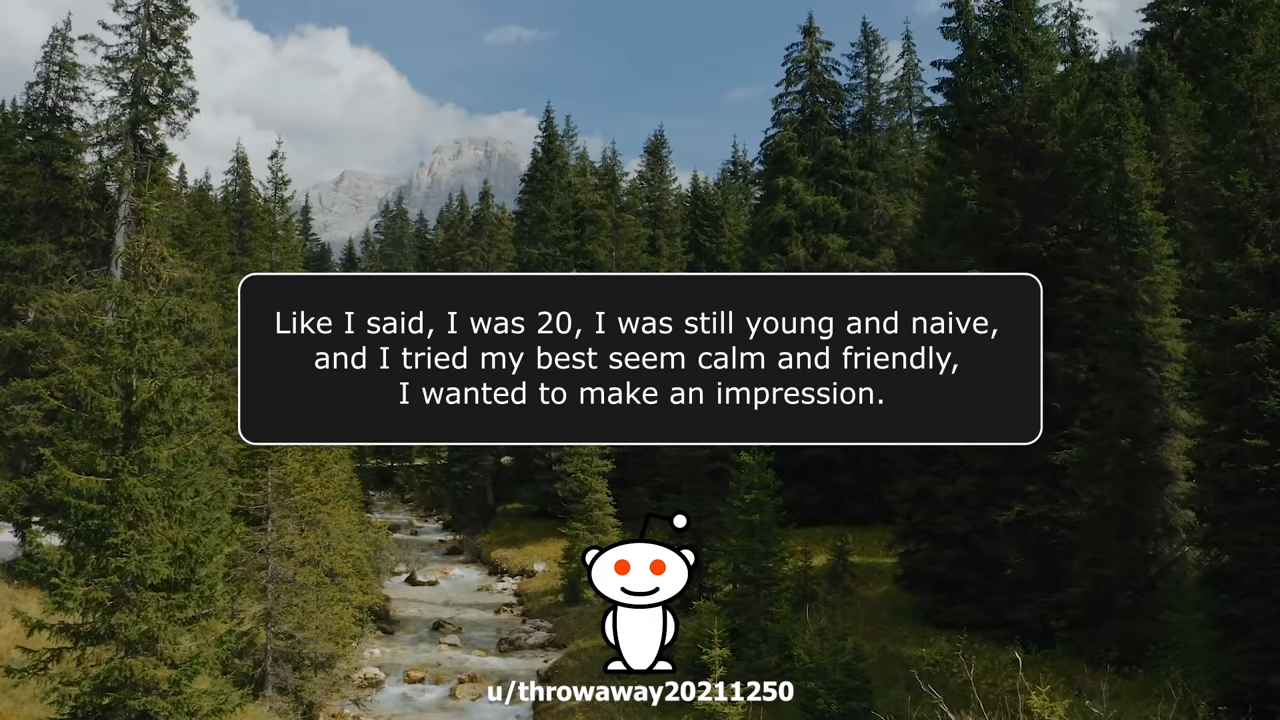 Like I said, I was 20, I was still young and naive,
and I tried my best seem calm and friendly,
I wanted to make an impression.
u/throwaway20211250